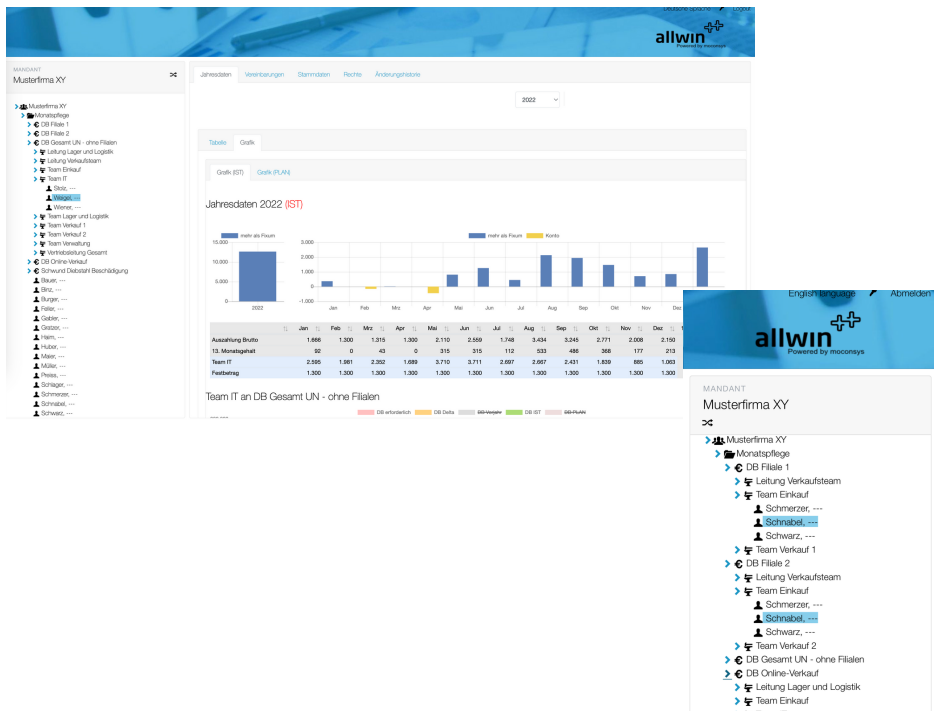 Deutsche Sprache Logout
allwin
Powered by moconsys
MANDANT
Musterfirma XY
Musterfirma XY
Monatspflege
DB Filiale 1
DB Filiale 2
DB Gesamt UN - ohne Filialen
Leitung Lager und Logistik
Leitung Verkaufsteam
Team Einkauf
Team IT
Stolz, ---
Weigel, ---
Wiener, ---
Team Lager und Logistik
Team Verkauf 1
Team Verkauf 2
Team Verwaltung
Vertriebsleitung Gesamt
DB Online-Verkauf
Schwund Diebstahl Beschädigung
Bauer, ---
Binz, ---
Burger, ---
Feller, ---
Gabler, ---
Gratzer, ---
Haim, ---
Huber, ---
Maier, ---
Müller, ---
Preiss, ---
Schlager, ---
Schmerzer, ---
Schnabel, ---
Schwarz, ---
Jahresdaten Vereinbarungen Stammdaten Rechte Änderungshistorie
2022
Tabelle Grafik
Grafik (IST) Grafik (PLAN)
Jahresdaten 2022 (IST)
mehr als Fixum
15.000
10.000
5.000
0
2022
mehr als Fixum Konto
3.000
2.000
1.000
0
-1.000
Jan Feb Mrz Apr Mai Jun Jul Aug Sep Okt Nov Dez
Jan Feb Mrz Apr Mai Jun Jul Aug Sep Okt Nov Dez
Auszahlung Brutto 1.666 1.300 1.315 1.300 2.110 2.559 1.748 3.434 3.245 2.771 2.008 2.150
13. Monatsgehalt 92 0 43 0 315 315 112 533 486 368 177 213
Team IT 2.595 1.981 2.352 1.689 3.710 3.711 2.697 2.667 2.431 1.839 885 1.063
Festbetrag 1.300 1.300 1.300 1.300 1.300 1.300 1.300 1.300 1.300 1.300 1.300 1.300
Team IT an DB Gesamt UN - ohne Filialen
DB erforderlich DB Delta DB Vorjahr DB IST DB PLAN
English language Abmelden
allwin
Powered by moconsys
MANDANT
Musterfirma XY
Musterfirma XY
Monatspflege
DB Filiale 1
Leitung Verkaufsteam
Team Einkauf
Schmerzer, ---
Schnabel, ---
Schwarz, ---
Team Verkauf 1
DB Filiale 2
Leitung Verkaufsteam
Team Einkauf
Schmerzer, ---
Schnabel, ---
Schwarz, ---
Team Verkauf 2
DB Gesamt UN - ohne Filialen
DB Online-Verkauf
Leitung Lager und Logistik
Team Einkauf